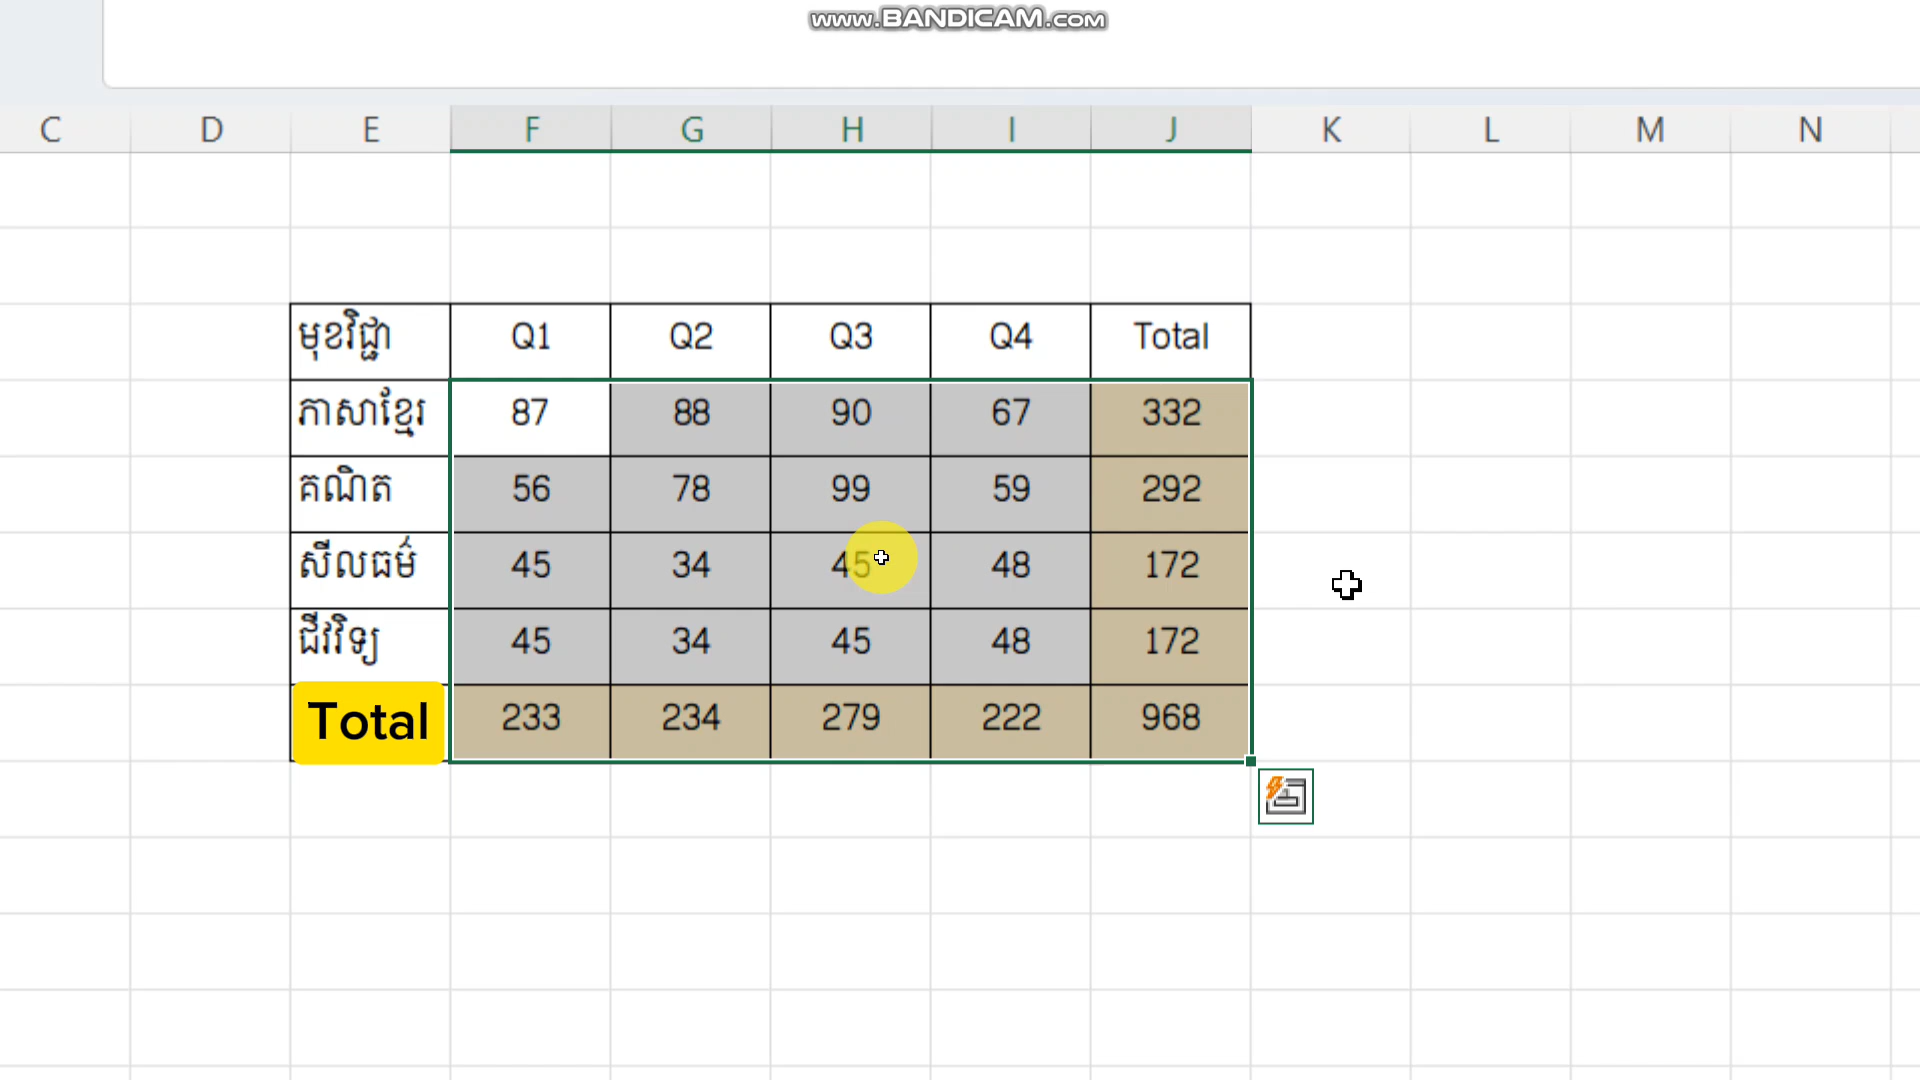 www.BANDICAM.com
C D E F G H I J K L M N
មុខវិជ្ជា Q1 Q2 Q3 Q4 Total
ភាសាខ្មែរ 87 88 90 67 332
គណិត 56 78 99 59 292
សីលធម៌ 45 34 45 48 172
ជីវវិទ្យ 45 34 45 48 172
Total 233 234 279 222 968